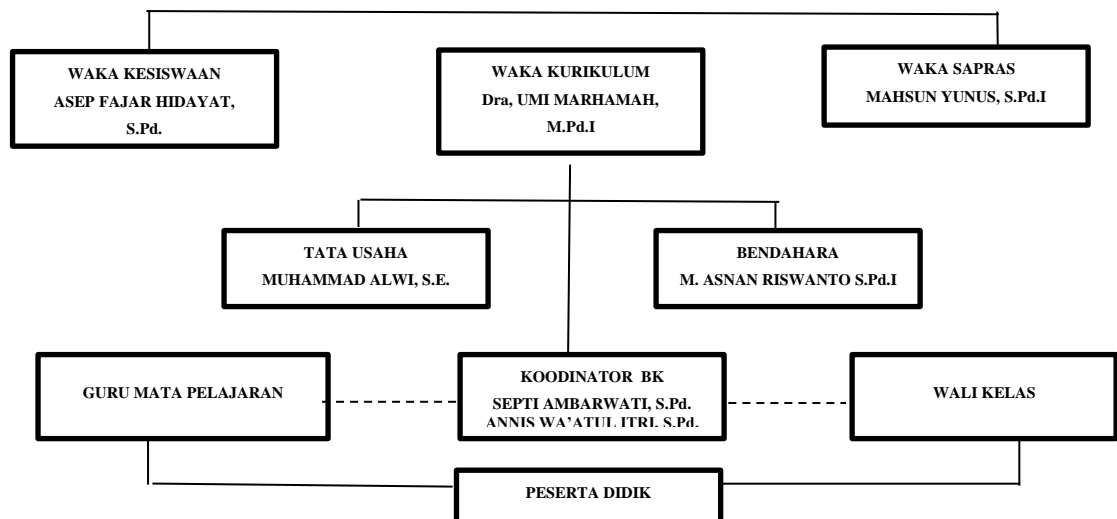 WAKA KESISWAAN
ASEP FAJAR HIDAYAT,
S.Pd.
WAKA KURIKULUM
Dra, UMI MARHAMAH,
M.Pd.I
WAKA SAPRAS
MAHSUN YUNUS, S.Pd.I
TATA USAHA
MUHAMMAD ALWI, S.E.
BENDAHARA
M. ASNAN RISWANTO S.Pd.I
GURU MATA PELAJARAN
KOODINATOR BK
SEPTI AMBARWATI, S.Pd.
ANNIS WA’ATUL ITRI, S.Pd.
WALI KELAS
PESERTA DIDIK